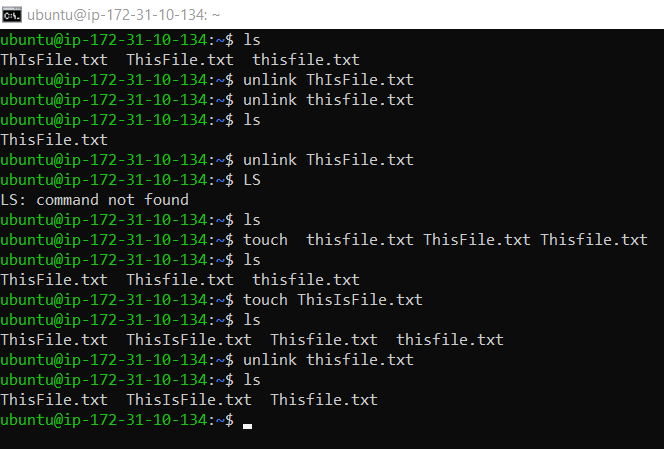 ubuntu@ip-172-31-10-134: ~
ubuntu@ip-172-31-10-134:~$ ls
ThIsFile.txt  ThisFile.txt  thisfile.txt
ubuntu@ip-172-31-10-134:~$ unlink ThIsFile.txt
ubuntu@ip-172-31-10-134:~$ unlink thisfile.txt
ubuntu@ip-172-31-10-134:~$ ls
ThisFile.txt
ubuntu@ip-172-31-10-134:~$ unlink ThisFile.txt
ubuntu@ip-172-31-10-134:~$ LS
LS: command not found
ubuntu@ip-172-31-10-134:~$ ls
ubuntu@ip-172-31-10-134:~$ touch  thisfile.txt ThisFile.txt Thisfile.txt
ubuntu@ip-172-31-10-134:~$ ls
ThisFile.txt  Thisfile.txt  thisfile.txt
ubuntu@ip-172-31-10-134:~$ touch ThisIsFile.txt
ubuntu@ip-172-31-10-134:~$ ls
ThisFile.txt  ThisIsFile.txt  Thisfile.txt  thisfile.txt
ubuntu@ip-172-31-10-134:~$ unlink thisfile.txt
ubuntu@ip-172-31-10-134:~$ ls
ThisFile.txt  ThisIsFile.txt  Thisfile.txt
ubuntu@ip-172-31-10-134:~$